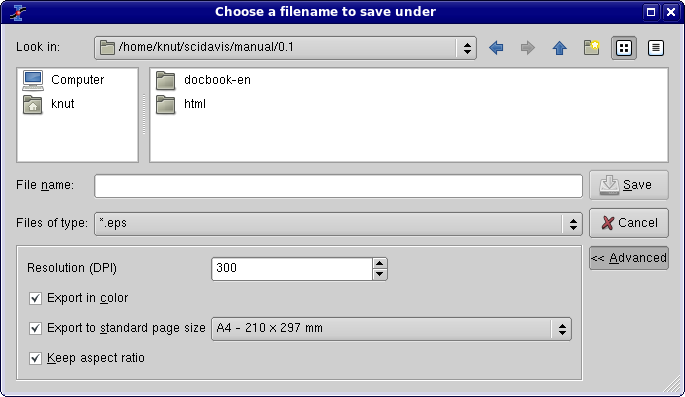 Choose a filename to save under
Look in: /home/knut/scidavis/manual/0.1
Computer
knut
docbook-en
html
File name: Save
Files of type: *.eps Cancel
<< Advanced
Resolution (DPI) 300
Export in color
Export to standard page size A4 - 210 x 297 mm
Keep aspect ratio